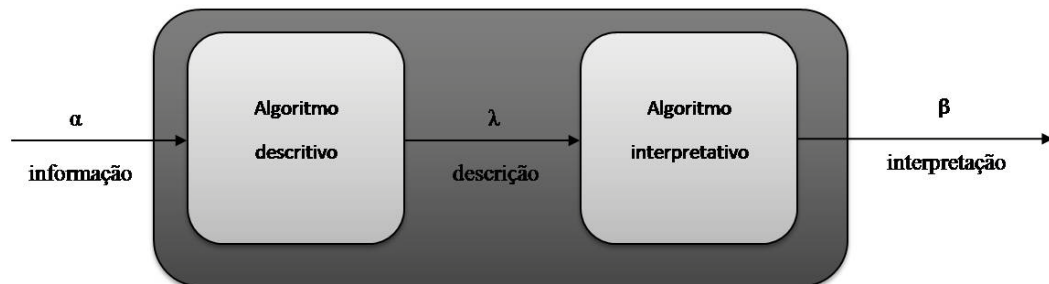 α
informação
Algoritmo
descritivo
λ
descrição
Algoritmo
interpretativo
β
interpretação